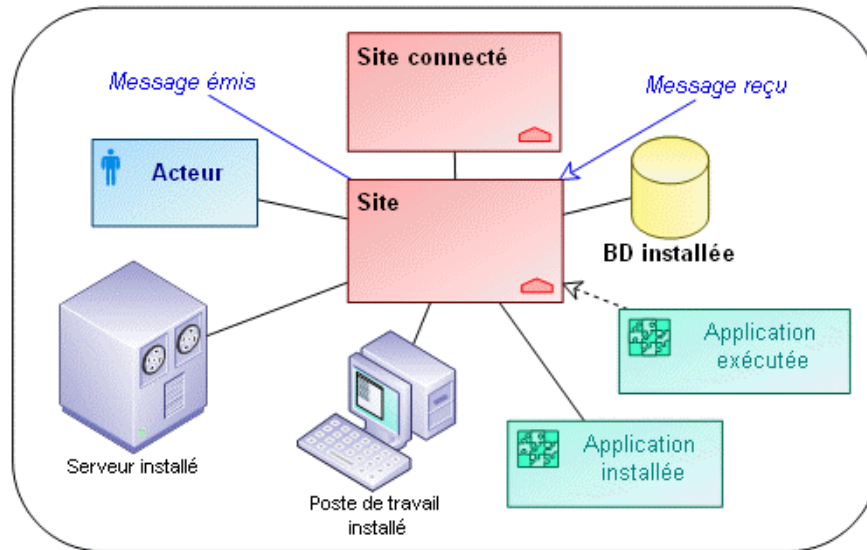 Site connecté
Message émis
Message reçu
Acteur
Site
BD installée
Application
exécutée
Application
installée
Serveur installé
Poste de travail
installé